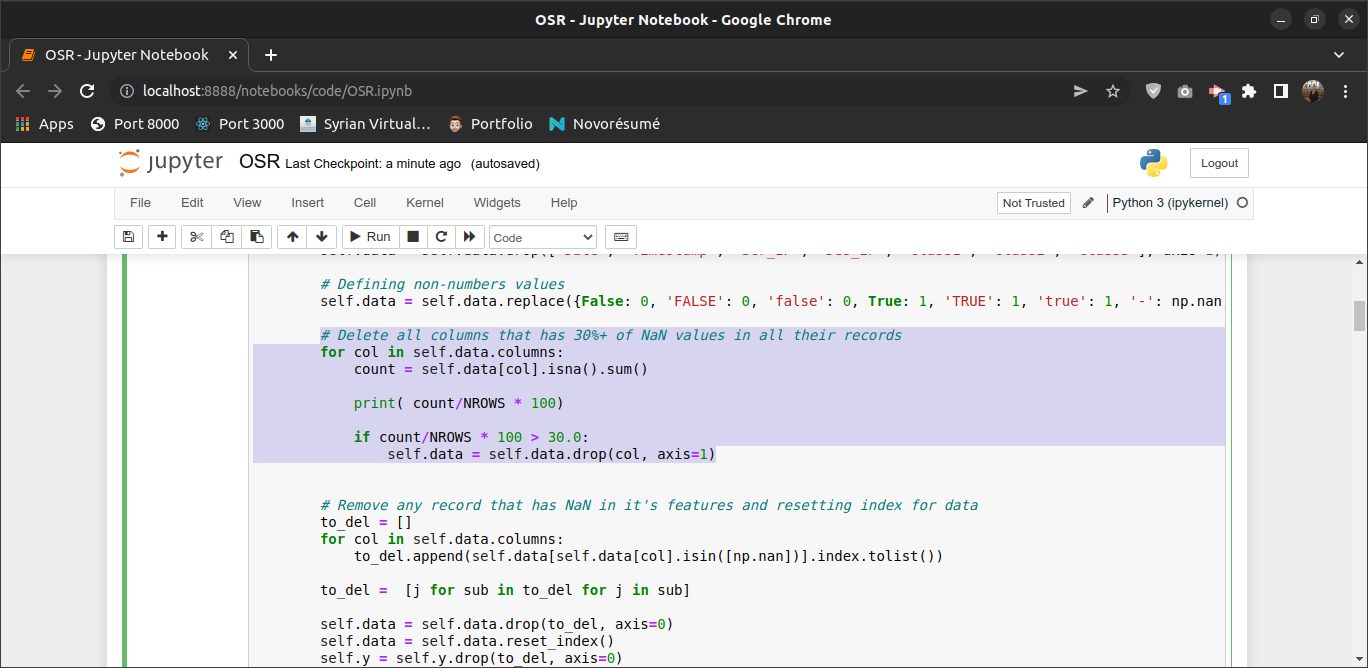 OSR - Jupyter Notebook - Google Chrome
OSR - Jupyter Notebook
localhost:8888/notebooks/code/OSR.ipynb
1
Apps Port 8000 Port 3000 Syrian Virtual... Portfolio Novorésumé
jupyter OSR Last Checkpoint: a minute ago (autosaved) Logout
File Edit View Insert Cell Kernel Widgets Help Not Trusted Python 3 (ipykernel)
Run Code
# Defining non-numbers values
self.data = self.data.replace({False: 0, 'FALSE': 0, 'false': 0, True: 1, 'TRUE': 1, 'true': 1, '-': np.nan
# Delete all columns that has 30%+ of NaN values in all their records
for col in self.data.columns:
count = self.data[col].isna().sum()
print( count/NROWS * 100)
if count/NROWS * 100 > 30.0:
self.data = self.data.drop(col, axis=1)
# Remove any record that has NaN in it's features and resetting index for data
to_del = []
for col in self.data.columns:
to_del.append(self.data[self.data[col].isin([np.nan])].index.tolist())
to_del =  [j for sub in to_del for j in sub]
self.data = self.data.drop(to_del, axis=0)
self.data = self.data.reset_index()
self.y = self.y.drop(to_del, axis=0)